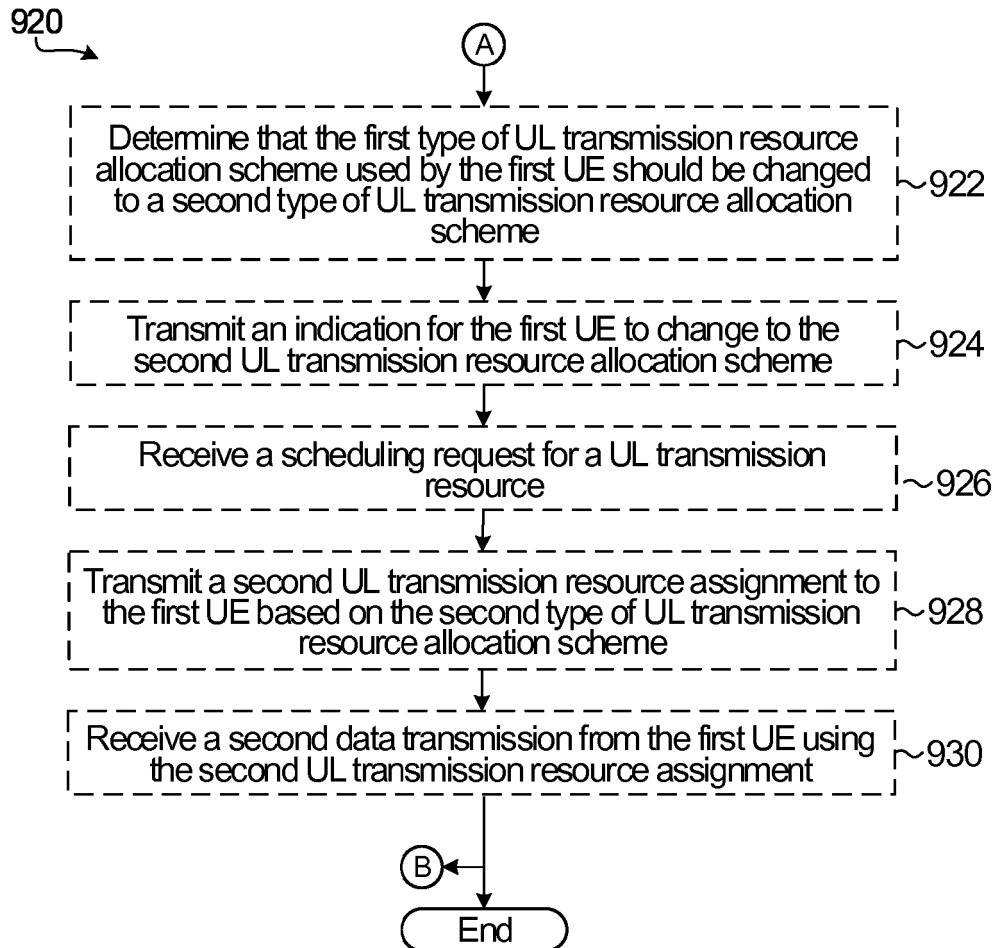 920
A
Determine that the first type of UL transmission resource
allocation scheme used by the first UE should be changed
to a second type of UL transmission resource allocation
scheme
922
Transmit an indication for the first UE to change to the
second UL transmission resource allocation scheme
924
Receive a scheduling request for a UL transmission
resource
926
Transmit a second UL transmission resource assignment to
the first UE based on the second type of UL transmission
resource allocation scheme
928
Receive a second data transmission from the first UE using
the second UL transmission resource assignment
930
B
End